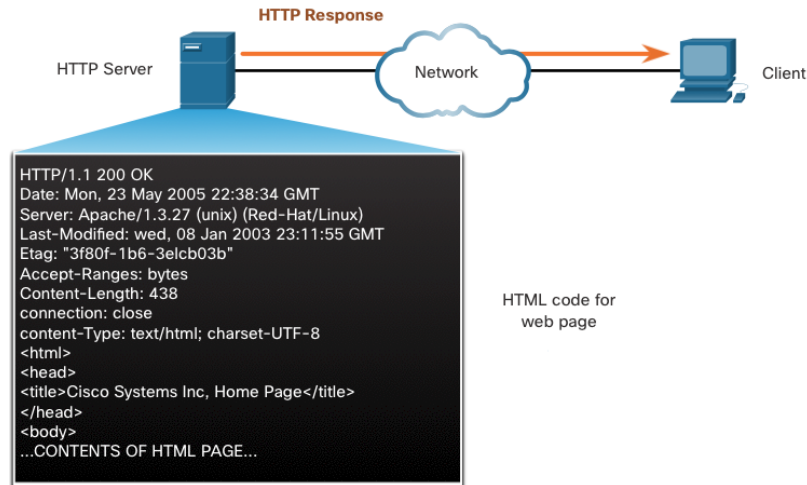 HTTP Response
HTTP Server
Network
Client
HTTP/1.1 200 OK
Date: Mon, 23 May 2005 22:38:34 GMT
Server: Apache/1.3.27 (unix) (Red-Hat/Linux)
Last-Modified: wed, 08 Jan 2003 23:11:55 GMT
Etag: "3f80f-1b6-3elcb03b"
Accept-Ranges: bytes
Content-Length: 438
connection: close
content-Type: text/html; charset-UTF-8
<html>
<head>
<title>Cisco Systems Inc, Home Page</title>
</head>
<body>
...CONTENTS OF HTML PAGE...
HTML code for
web page